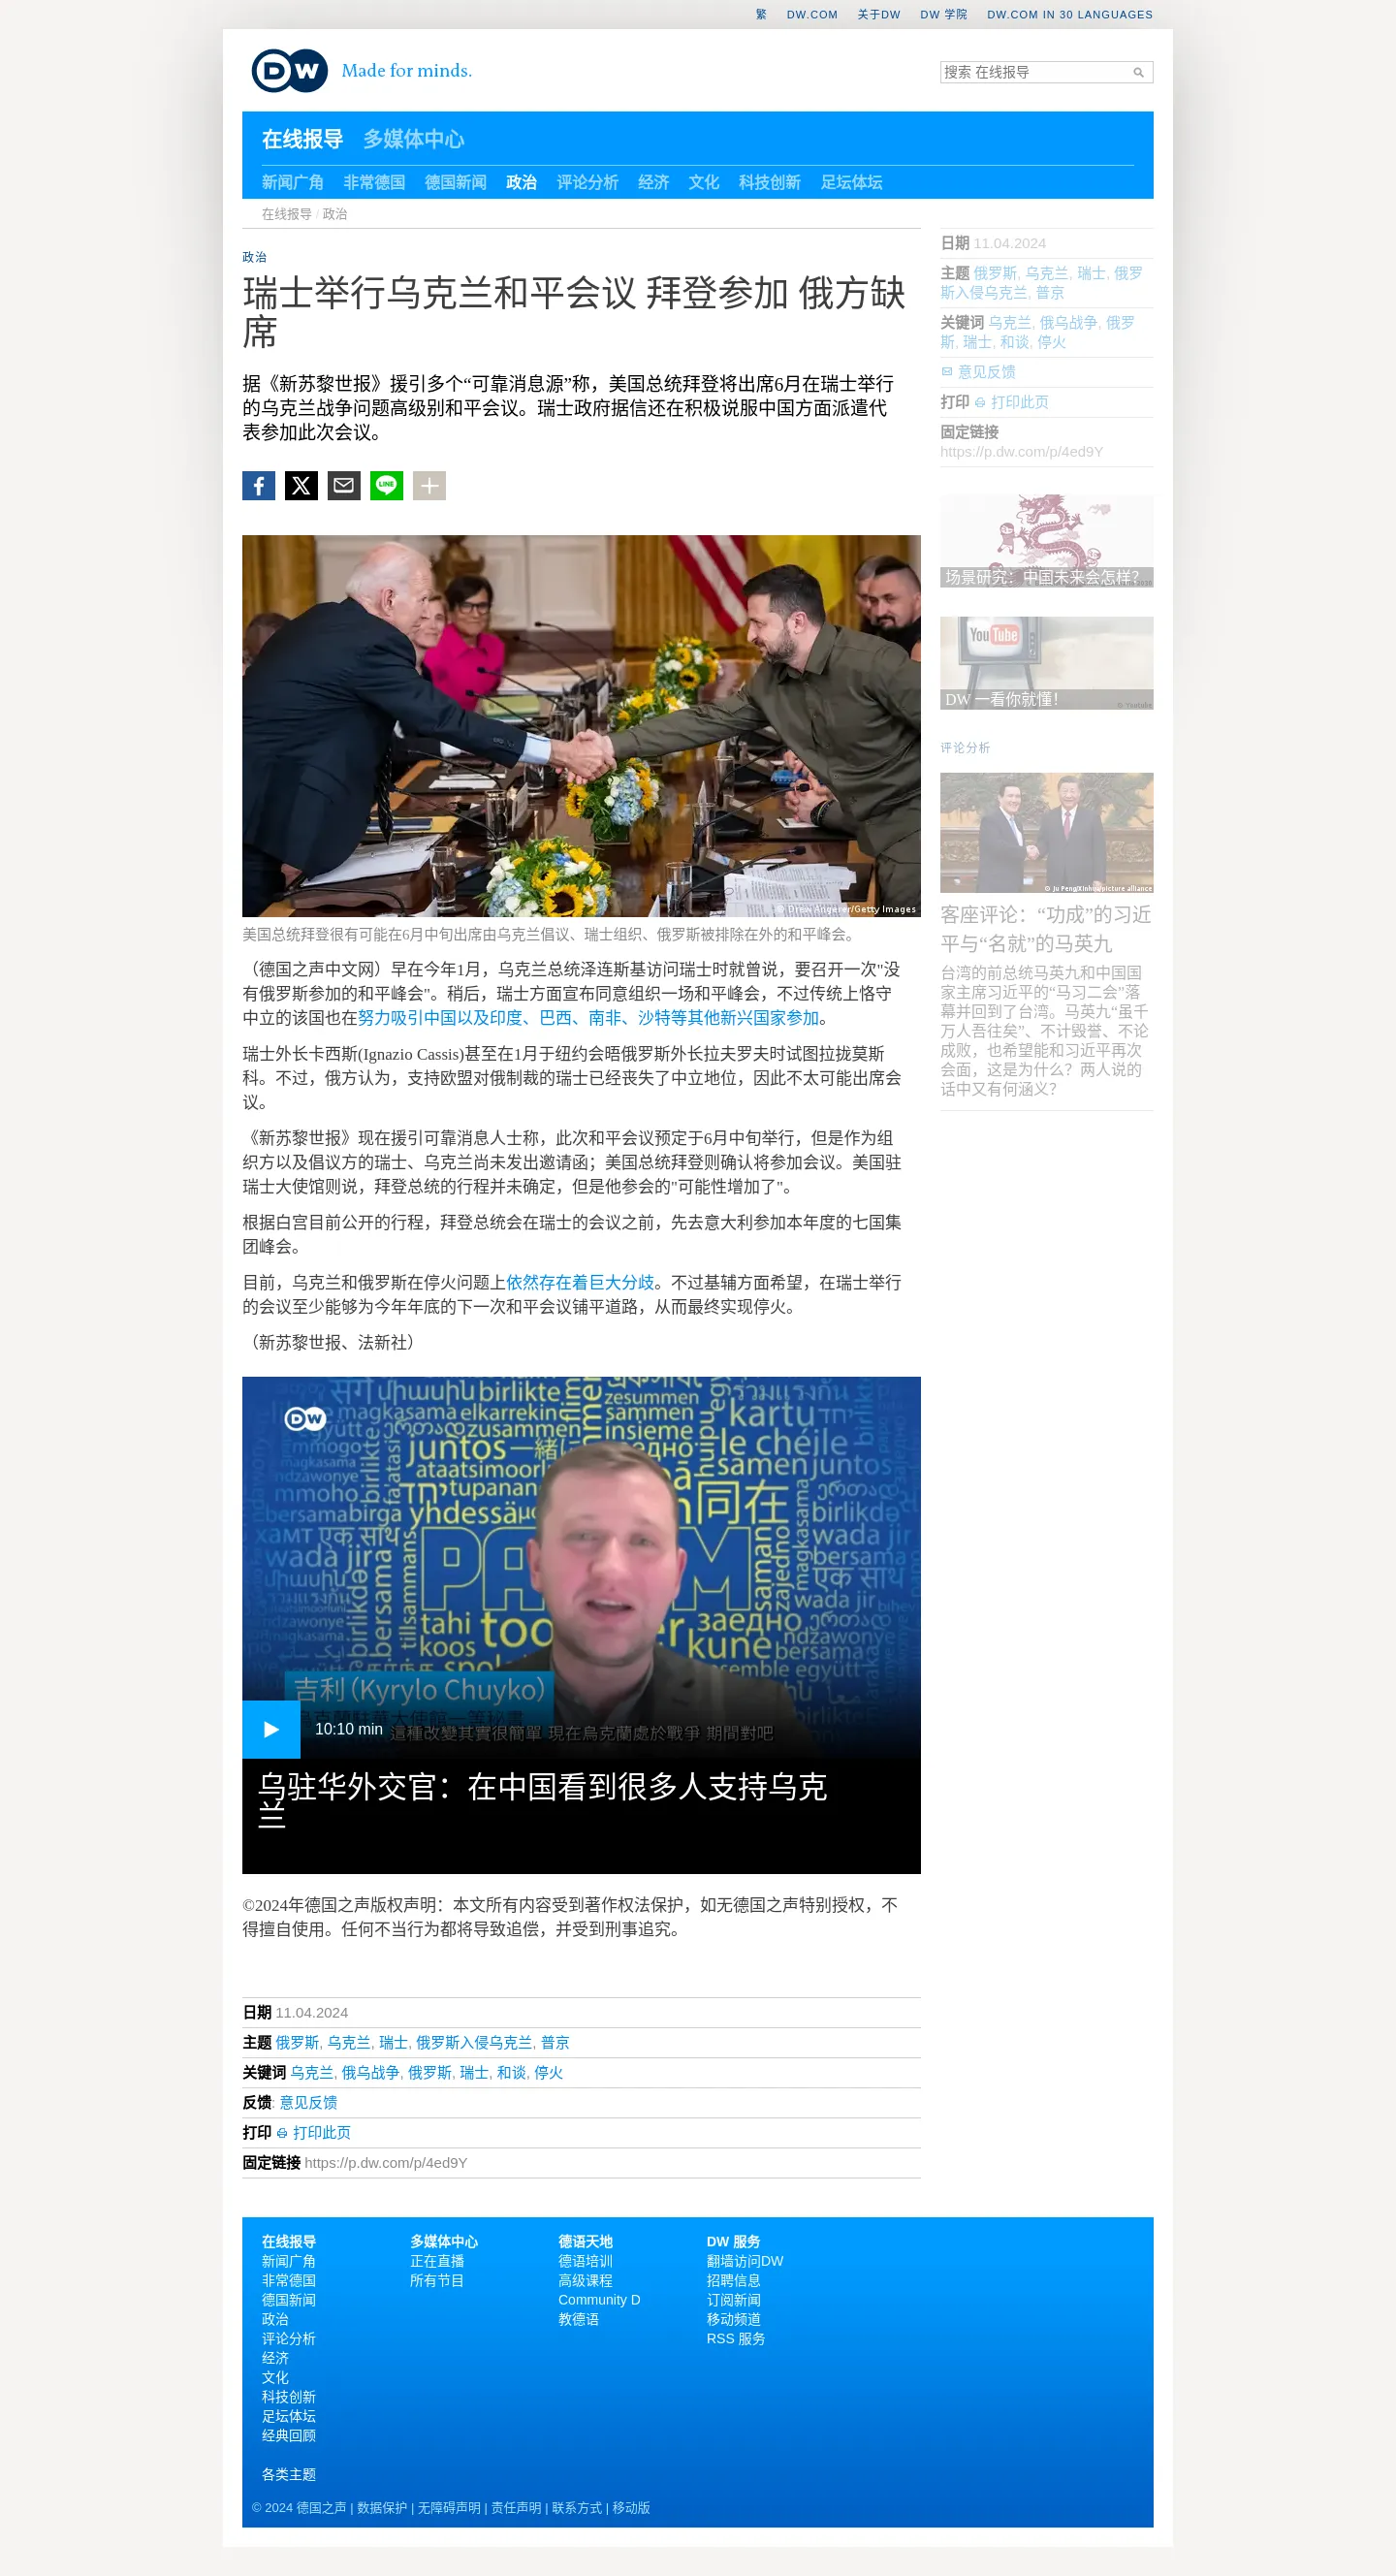 繁 DW.COM 关于DW DW 学院 DW.COM IN 30 LANGUAGES
DW Made for minds.
搜索 在线报导
在线报导 多媒体中心
新闻广角 非常德国 德国新闻 政治 评论分析 经济 文化 科技创新 足坛体坛
在线报导 / 政治
政治
瑞士举行乌克兰和平会议 拜登参加 俄方缺
席
据《新苏黎世报》援引多个“可靠消息源”称，美国总统拜登将出席6月在瑞士举行
的乌克兰战争问题高级别和平会议。瑞士政府据信还在积极说服中国方面派遣代
表参加此次会议。
LINE
© Drew Angerer/Getty Images
美国总统拜登很有可能在6月中旬出席由乌克兰倡议、瑞士组织、俄罗斯被排除在外的和平峰会。
（德国之声中文网）早在今年1月，乌克兰总统泽连斯基访问瑞士时就曾说，要召开一次"没
有俄罗斯参加的和平峰会"。稍后，瑞士方面宣布同意组织一场和平峰会，不过传统上恪守
中立的该国也在努力吸引中国以及印度、巴西、南非、沙特等其他新兴国家参加。
瑞士外长卡西斯(Ignazio Cassis)甚至在1月于纽约会晤俄罗斯外长拉夫罗夫时试图拉拢莫斯
科。不过，俄方认为，支持欧盟对俄制裁的瑞士已经丧失了中立地位，因此不太可能出席会
议。
《新苏黎世报》现在援引可靠消息人士称，此次和平会议预定于6月中旬举行，但是作为组
织方以及倡议方的瑞士、乌克兰尚未发出邀请函；美国总统拜登则确认将参加会议。美国驻
瑞士大使馆则说，拜登总统的行程并未确定，但是他参会的"可能性增加了"。
根据白宫目前公开的行程，拜登总统会在瑞士的会议之前，先去意大利参加本年度的七国集
团峰会。
目前，乌克兰和俄罗斯在停火问题上依然存在着巨大分歧。不过基辅方面希望，在瑞士举行
的会议至少能够为今年年底的下一次和平会议铺平道路，从而最终实现停火。
（新苏黎世报、法新社）
DW
吉利（Kyrylo Chuyko）
烏克蘭駐華大使館一等秘書
10:10 min
這種改變其實很簡單 現在烏克蘭處於戰爭 期間對吧
乌驻华外交官：在中国看到很多人支持乌克
兰
©2024年德国之声版权声明：本文所有内容受到著作权法保护，如无德国之声特别授权，不
得擅自使用。任何不当行为都将导致追偿，并受到刑事追究。
日期 11.04.2024
主题 俄罗斯, 乌克兰, 瑞士, 俄罗斯入侵乌克兰, 普京
关键词 乌克兰, 俄乌战争, 俄罗斯, 瑞士, 和谈, 停火
反馈: 意见反馈
打印 打印此页
固定链接 https://p.dw.com/p/4ed9Y
日期 11.04.2024
主题 俄罗斯, 乌克兰, 瑞士, 俄罗
斯入侵乌克兰, 普京
关键词 乌克兰, 俄乌战争, 俄罗
斯, 瑞士, 和谈, 停火
意见反馈
打印 打印此页
固定链接
https://p.dw.com/p/4ed9Y
场景研究：中国未来会怎样？
YouTube
DW 一看你就懂！
© Youtube
评论分析
© Ju Peng/Xinhua/picture alliance
客座评论：“功成”的习近
平与“名就”的马英九
台湾的前总统马英九和中国国
家主席习近平的“马习二会”落
幕并回到了台湾。马英九“虽千
万人吾往矣”、不计毁誉、不论
成败，也希望能和习近平再次
会面，这是为什么？两人说的
话中又有何涵义？
在线报导
新闻广角
非常德国
德国新闻
政治
评论分析
经济
文化
科技创新
足坛体坛
经典回顾
各类主题
多媒体中心
正在直播
所有节目
德语天地
德语培训
高级课程
Community D
教德语
DW 服务
翻墙访问DW
招聘信息
订阅新闻
移动频道
RSS 服务
© 2024 德国之声 | 数据保护 | 无障碍声明 | 责任声明 | 联系方式 | 移动版